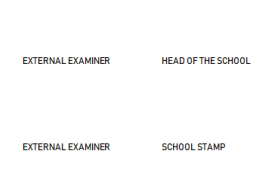 EXTERNAL EXAMINER HEAD OF THE SCHOOL
EXTERNAL EXAMINER SCHOOL STAMP